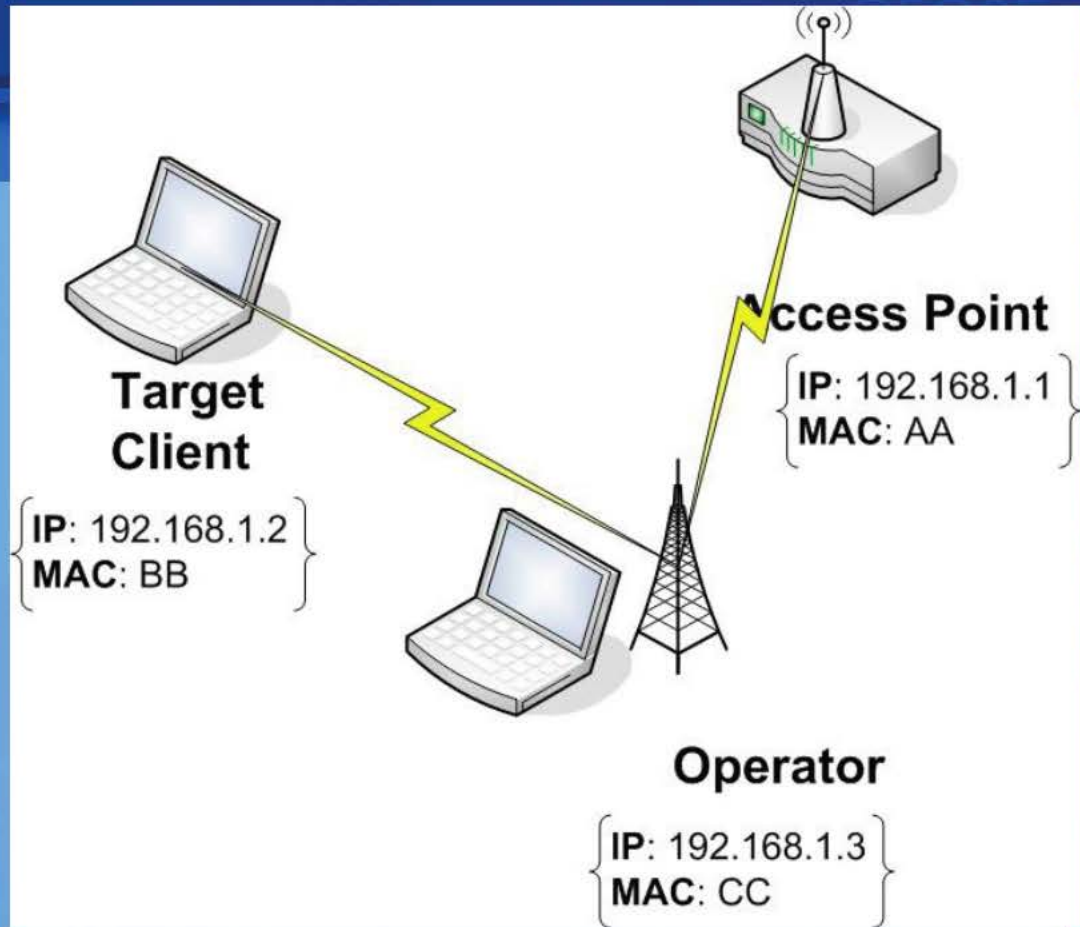 Access Point
IP: 192.168.1.1
MAC: AA
Target
Client
IP: 192.168.1.2
MAC: BB
Operator
IP: 192.168.1.3
MAC: CC